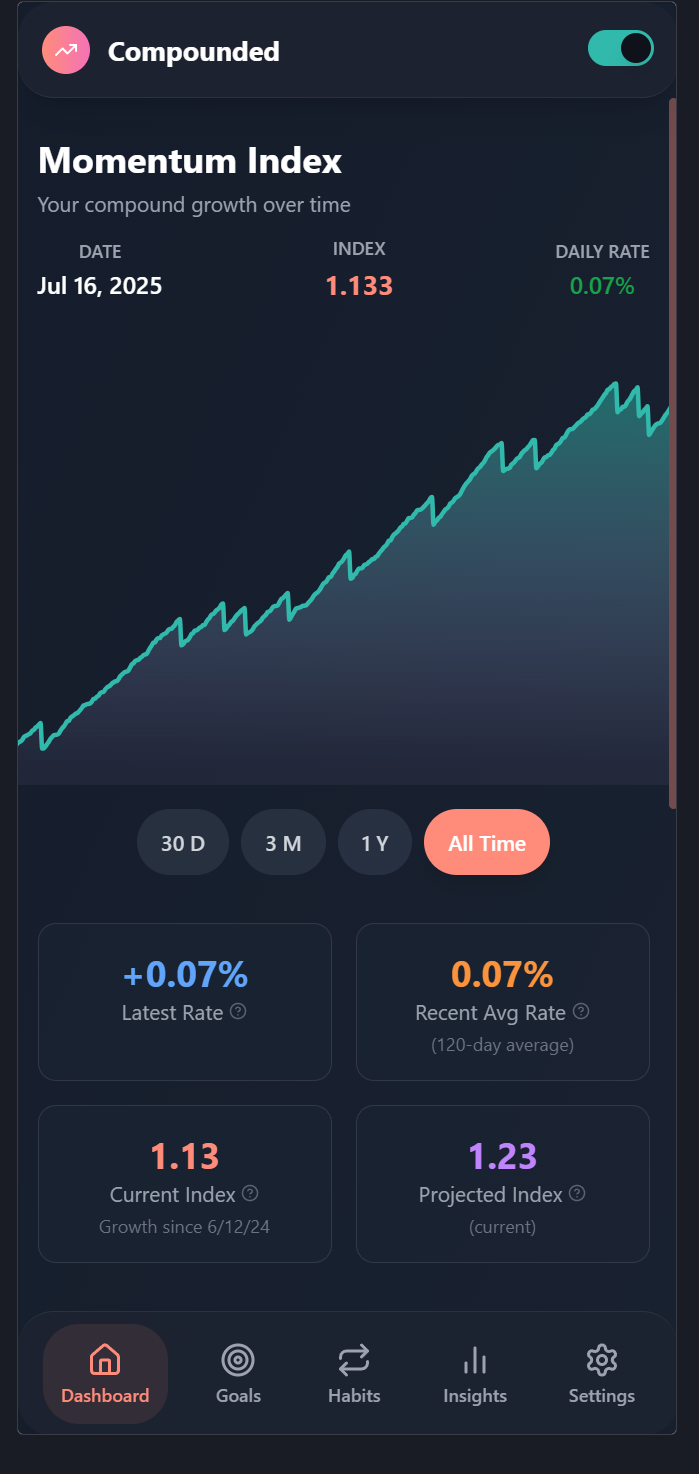 Compounded
Momentum Index
Your compound growth over time
DATE INDEX DAILY RATE
Jul 16, 2025 1.133 0.07%
30 D 3 M 1 Y All Time
+0.07% 0.07%
Latest Rate Recent Avg Rate
(120-day average)
1.13 1.23
Current Index Projected Index
Growth since 6/12/24 (current)
Dashboard Goals Habits Insights Settings